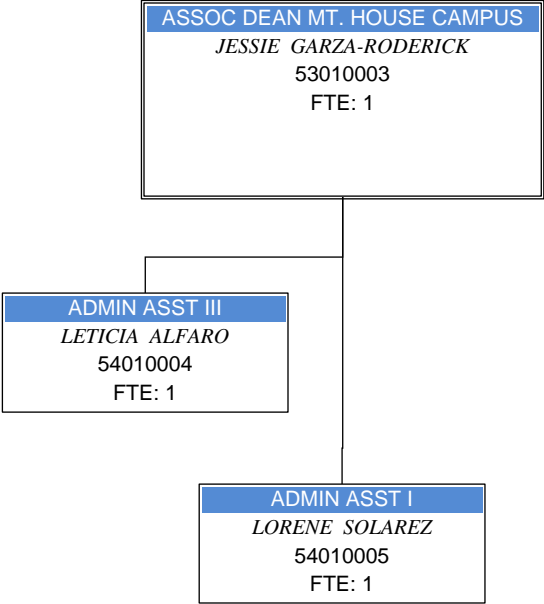 ASSOC DEAN MT. HOUSE CAMPUS
JESSIE GARZA-RODERICK
53010003
FTE: 1
ADMIN ASST III
LETICIA ALFARO
54010004
FTE: 1
ADMIN ASST I
LORENE SOLAREZ
54010005
FTE: 1